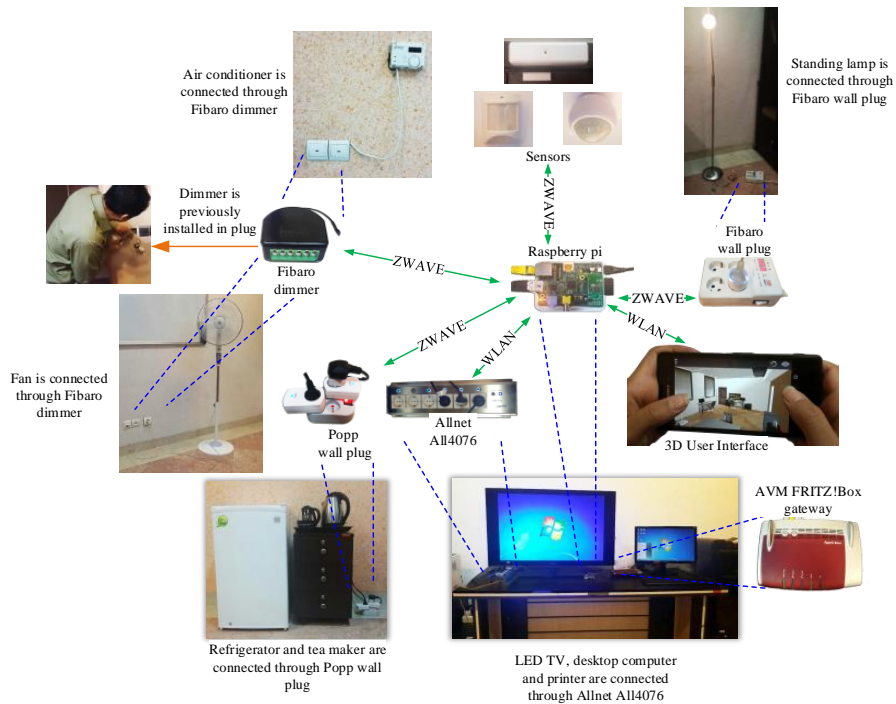 Air conditioner is
connected through
Fibaro dimmer
Standing lamp is
connected through
Fibaro wall plug
Sensors
ZWAVE
Dimmer is
previously
installed in plug
Fibaro
dimmer
ZWAVE
Raspberry pi
Fibaro
wall plug
ZWAVE
WLAN
ZWAVE
WLAN
Fan is connected
through Fibaro
dimmer
Popp
wall plug
Allnet
All4076
3D User Interface
AVM FRITZ!Box
gateway
Refrigerator and tea maker are
connected through Popp wall
plug
LED TV, desktop computer
and printer are connected
through Allnet All4076